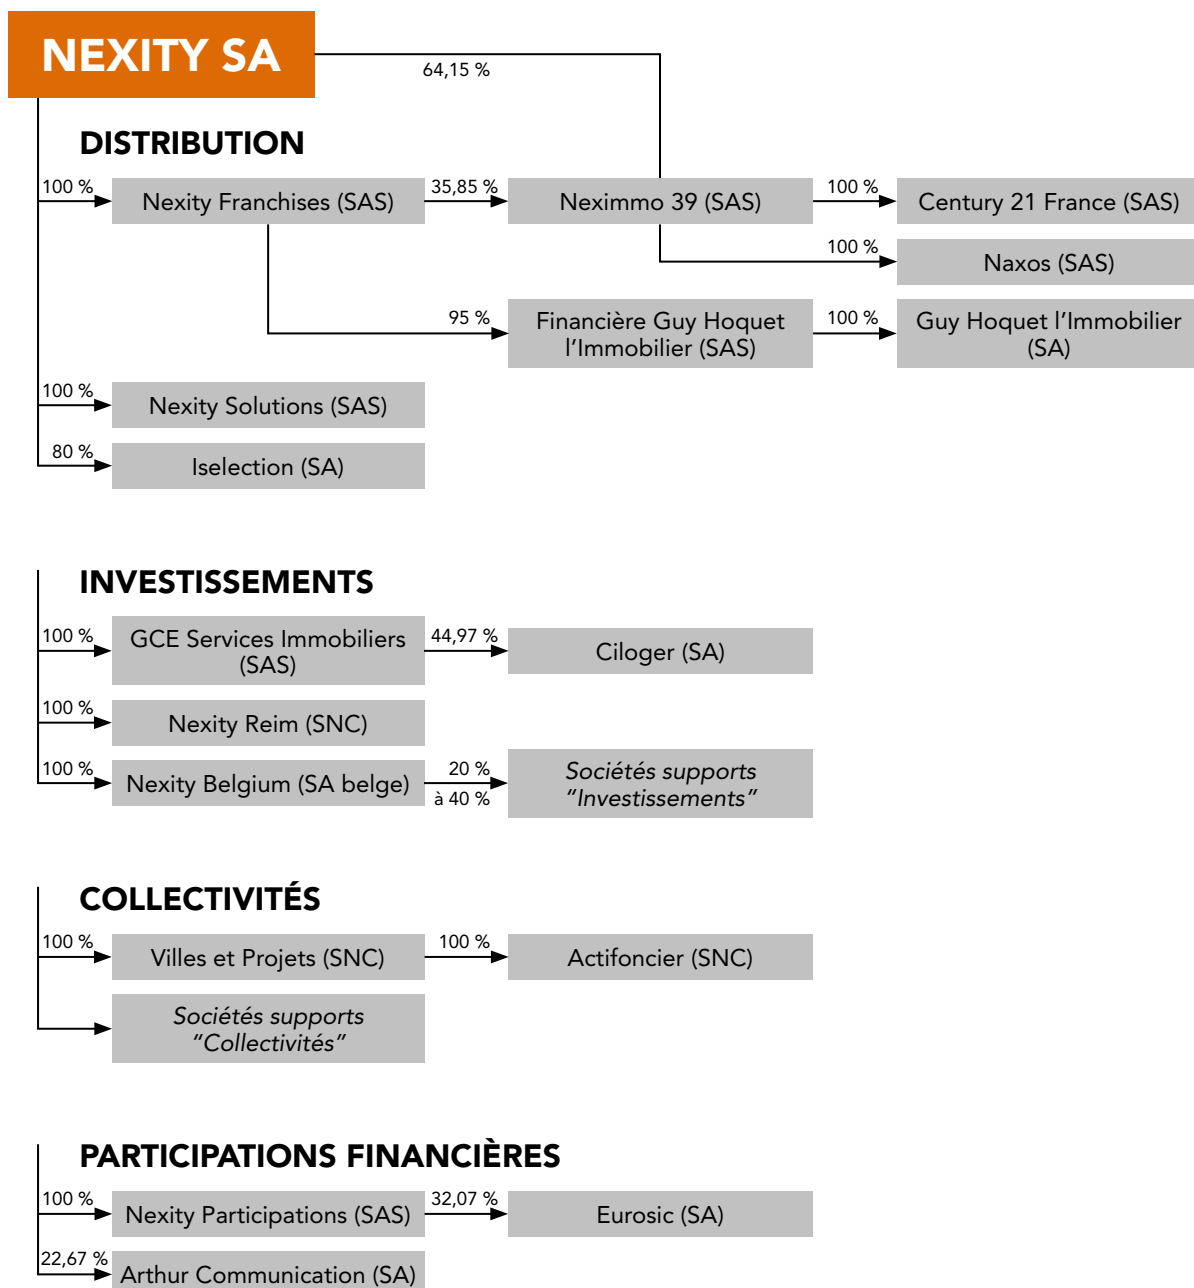 NEXITY SA
64,15 %
DISTRIBUTION
100 %
Nexity Franchises (SAS)
35,85 %
Neximmo 39 (SAS)
100 %
Century 21 France (SAS)
100 %
Naxos (SAS)
95 %
Financière Guy Hoquet
l’Immobilier (SAS)
100 %
Guy Hoquet l’Immobilier
(SA)
100 %
Nexity Solutions (SAS)
80 %
Iselection (SA)
INVESTISSEMENTS
100 %
GCE Services Immobiliers
(SAS)
44,97 %
Ciloger (SA)
100 %
Nexity Reim (SNC)
100 %
Nexity Belgium (SA belge)
20 %
à 40 %
Sociétés supports
“Investissements”
COLLECTIVITÉS
100 %
Villes et Projets (SNC)
100 %
Actifoncier (SNC)
Sociétés supports
“Collectivités”
PARTICIPATIONS FINANCIÈRES
100 %
Nexity Participations (SAS)
32,07 %
Eurosic (SA)
22,67 %
Arthur Communication (SA)